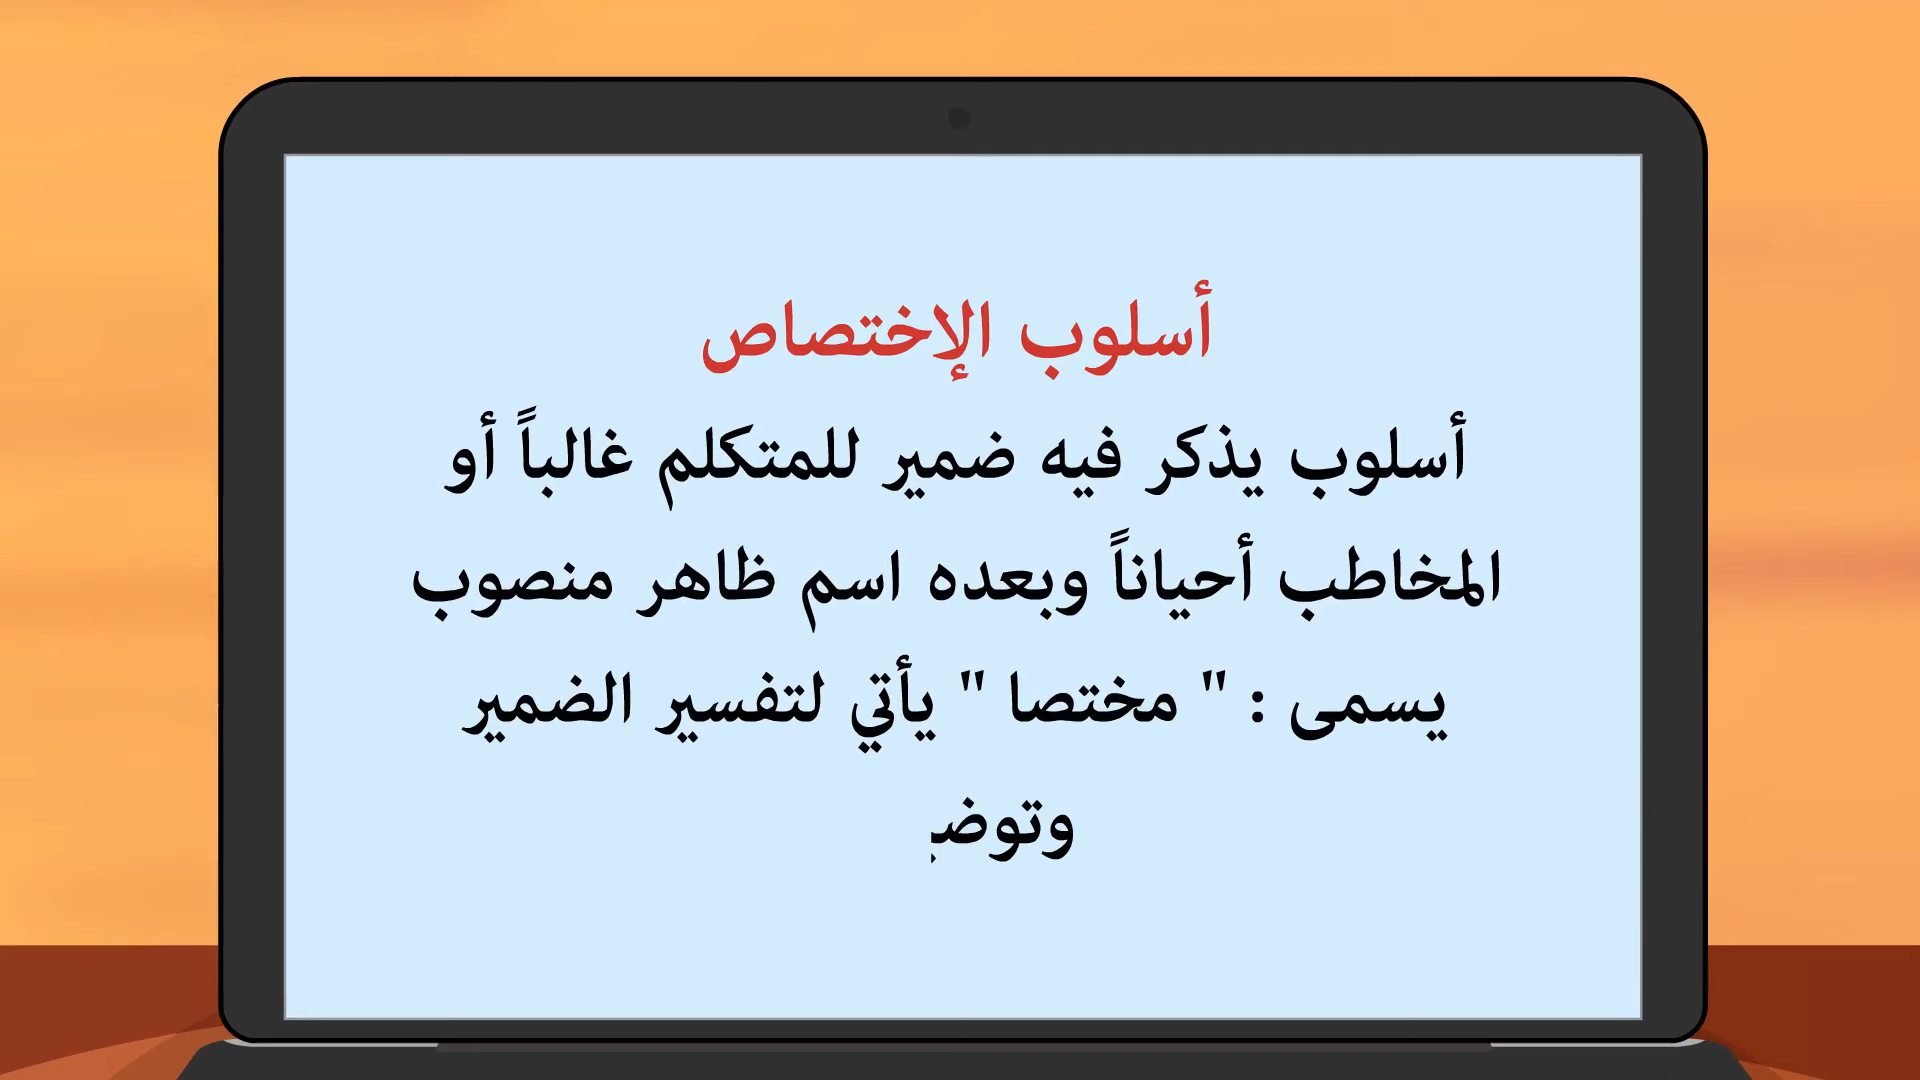 أسلوب الإختصاص
أسلوب يذكر فيه ضمير للمتكلم غالباً أو
المخاطب أحياناً وبعده اسم ظاهر منصوب
يسمى : " مختصا " يأتي لتفسير الضمير